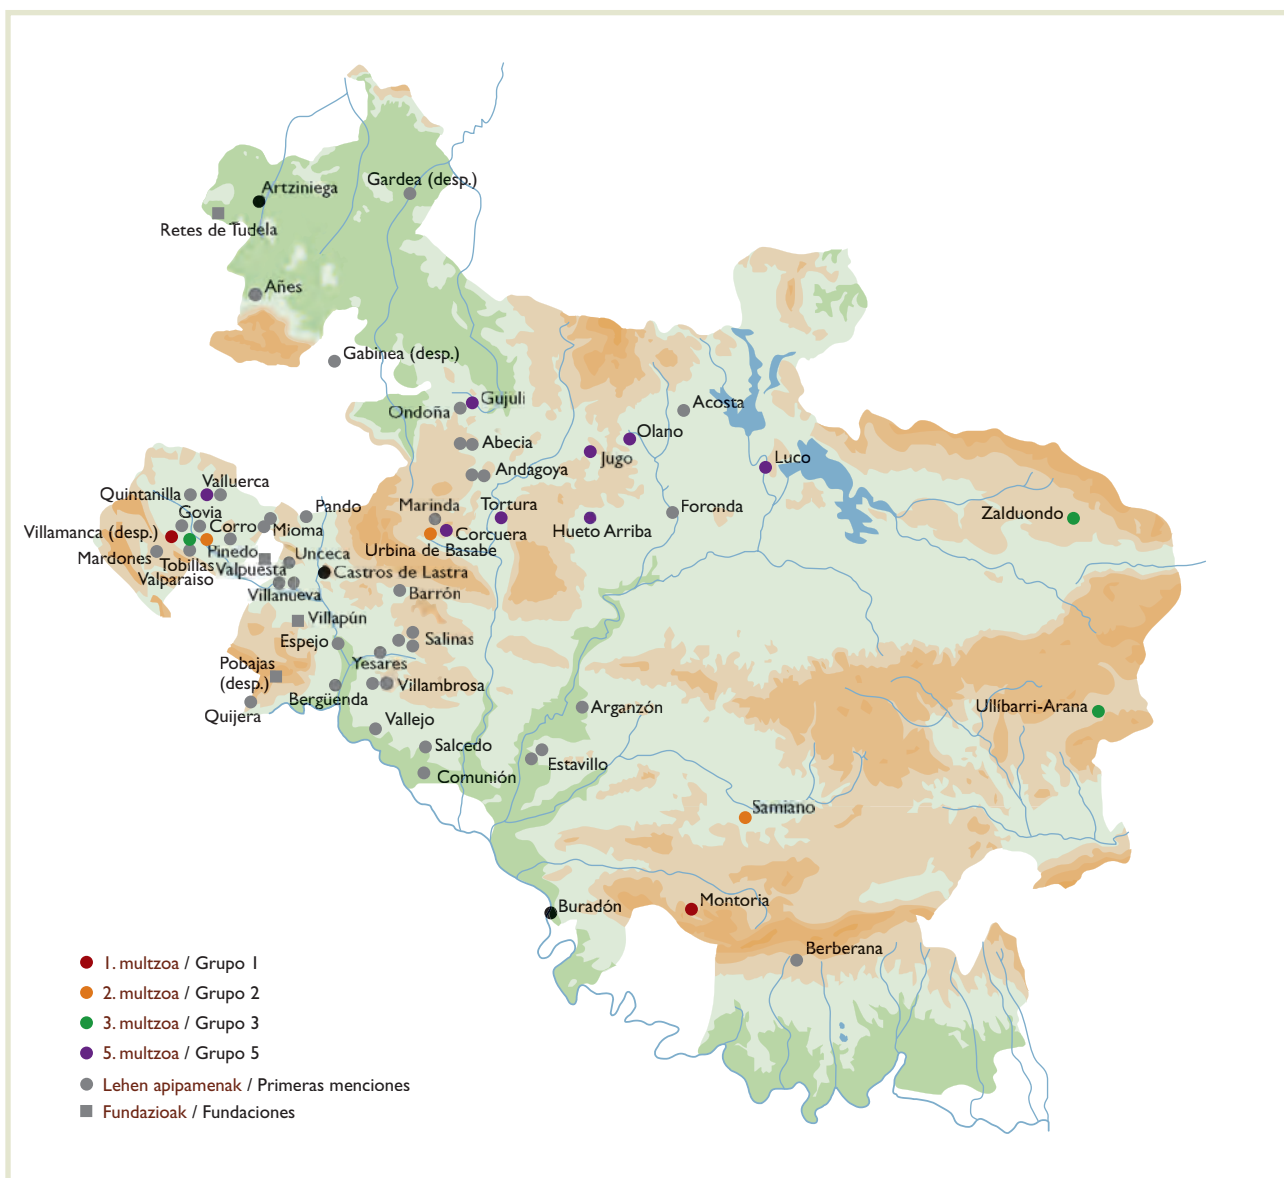 Gardea (desp.)
Artziniega
Retes de Tudela
Añes
Gabinea (desp.)
Gujuli
Ondoña
Acosta
Olano
Abecia
Jugo
Luco
Andagoya
Valluerca
Quintanilla
Marinda
Tortura
Pando
Foronda
Govia
Zalduondo
Villamanca (desp.)
Corro
Mioma
Corcuera
Hueto Arriba
Urbina de Basabe
Mardones
Pinedo
Unceca
Tobillas
Valpuesta
Castros de Lastra
Valparaiso
Villanueva
Barrón
Villapún
Espejo
Salinas
Yesares
Pobajas
(desp.)
Villambrosa
Bergüenda
Quijera
Arganzón
Ullíbarri-Arana
Vallejo
Salcedo
Estavillo
Comunión
Samiano
Montoria
Buradón
Berberana
1. multzoa / Grupo 1
2. multzoa / Grupo 2
3. multzoa / Grupo 3
5. multzoa / Grupo 5
Lehen apipamenak / Primeras menciones
Fundazioak / Fundaciones